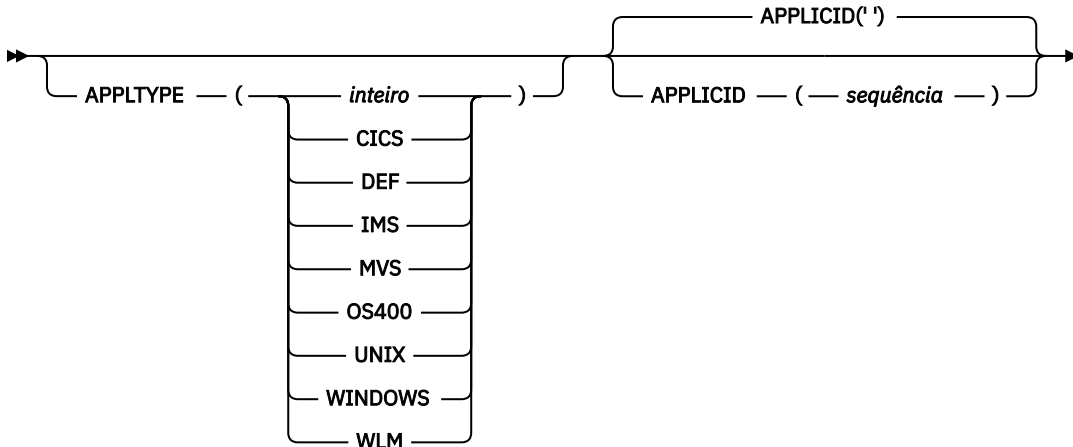 APPLICID(' ')
APPLTYPE ( inteiro ) APPLICID ( sequência )
CICS
DEF
IMS
MVS
OS400
UNIX
WINDOWS
WLM